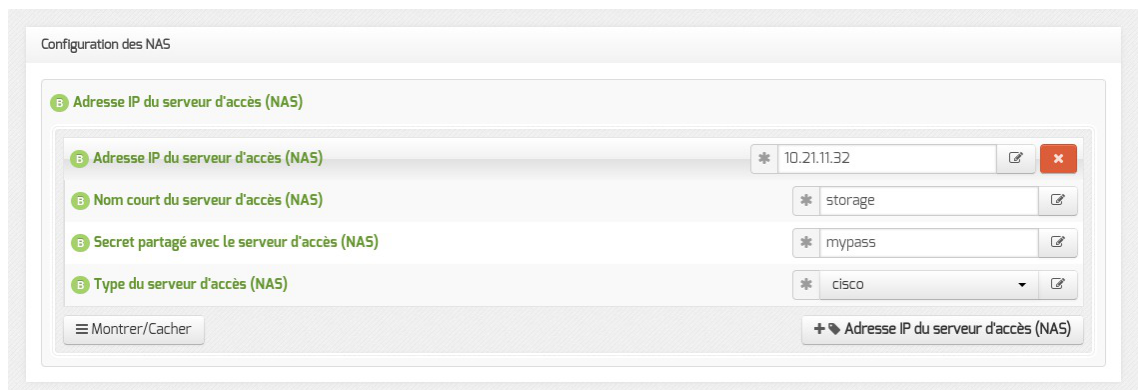 Configuration des NAS
B Adresse IP du serveur d'accès (NAS)
B Adresse IP du serveur d'accès (NAS) * 10.21.11.32
B Nom court du serveur d'accès (NAS) * storage
B Secret partagé avec le serveur d'accès (NAS) * mypass
B Type du serveur d'accès (NAS) * cisco
Montrer/Cacher + Adresse IP du serveur d'accès (NAS)